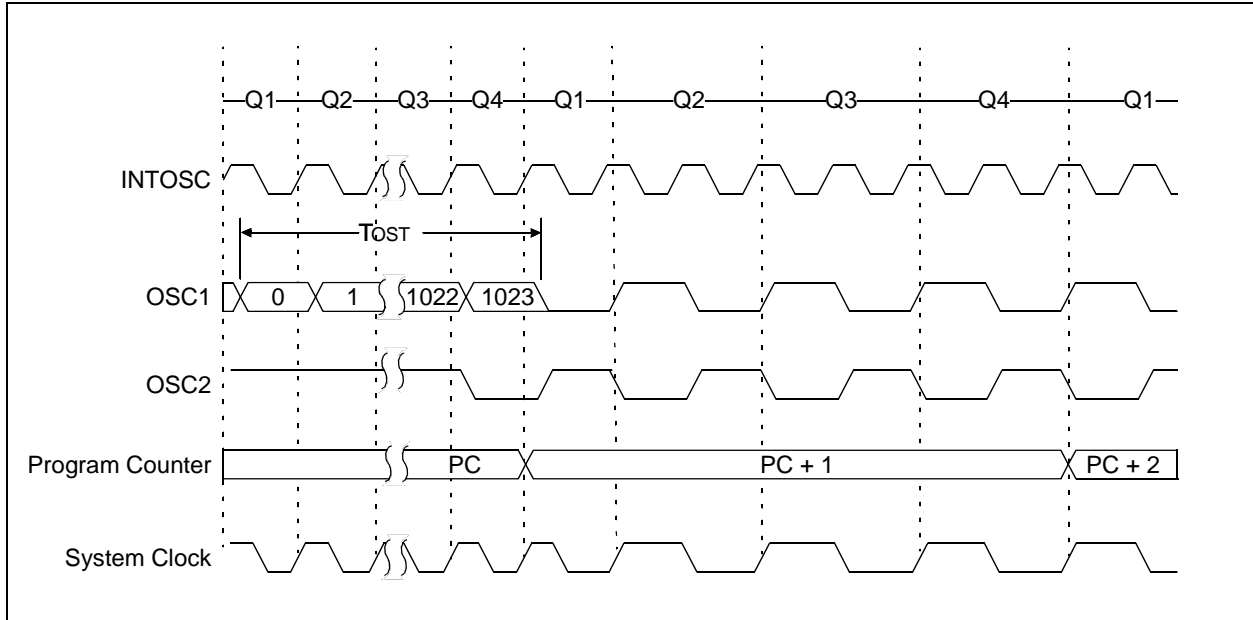 Q1 Q2 Q3 Q4 Q1 Q2 Q3 Q4 Q1
INTOSC
TOST
OSC1 0 1 1022 1023
OSC2
Program Counter PC PC + 1 PC + 2
System Clock